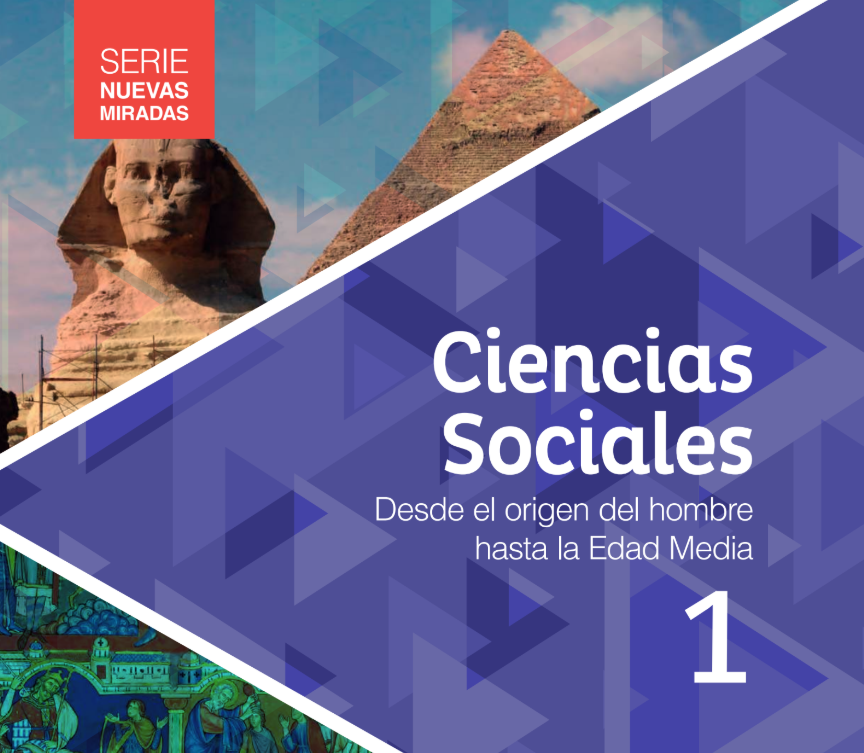 SERIE
NUEVAS
MIRADAS
Ciencias
Sociales
Desde el origen del hombre
hasta la Edad Media
1